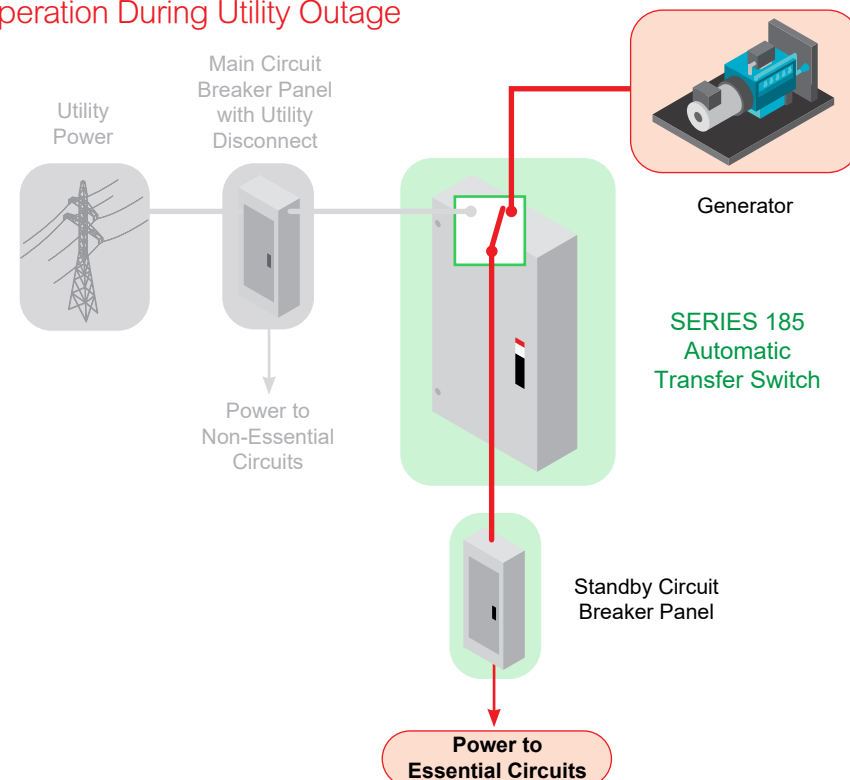 peration During Utility Outage
Main Circuit
Breaker Panel
with Utility
Disconnect
Utility
Power
Generator
SERIES 185
Automatic
Transfer Switch
Power to
Non-Essential
Circuits
Standby Circuit
Breaker Panel
Power to
Essential Circuits